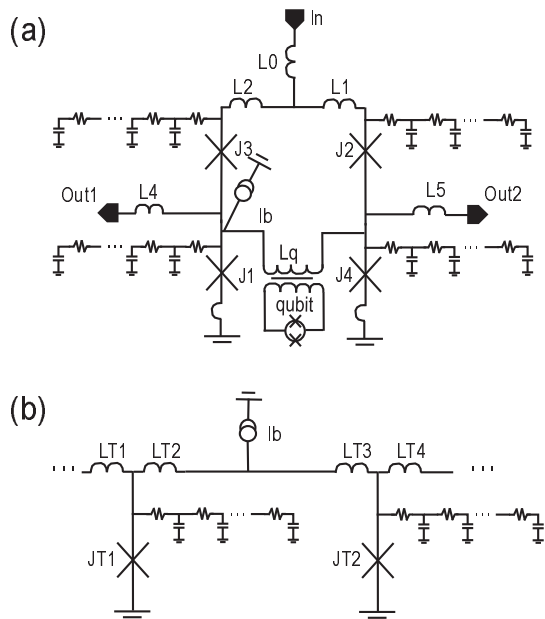 (a)
In
L0
L2 L1
J3 J2
Out1 L4 L5 Out2
Ib
Lq
J1 J4
qubit
(b)
Ib
LT1 LT2 LT3 LT4
JT1 JT2